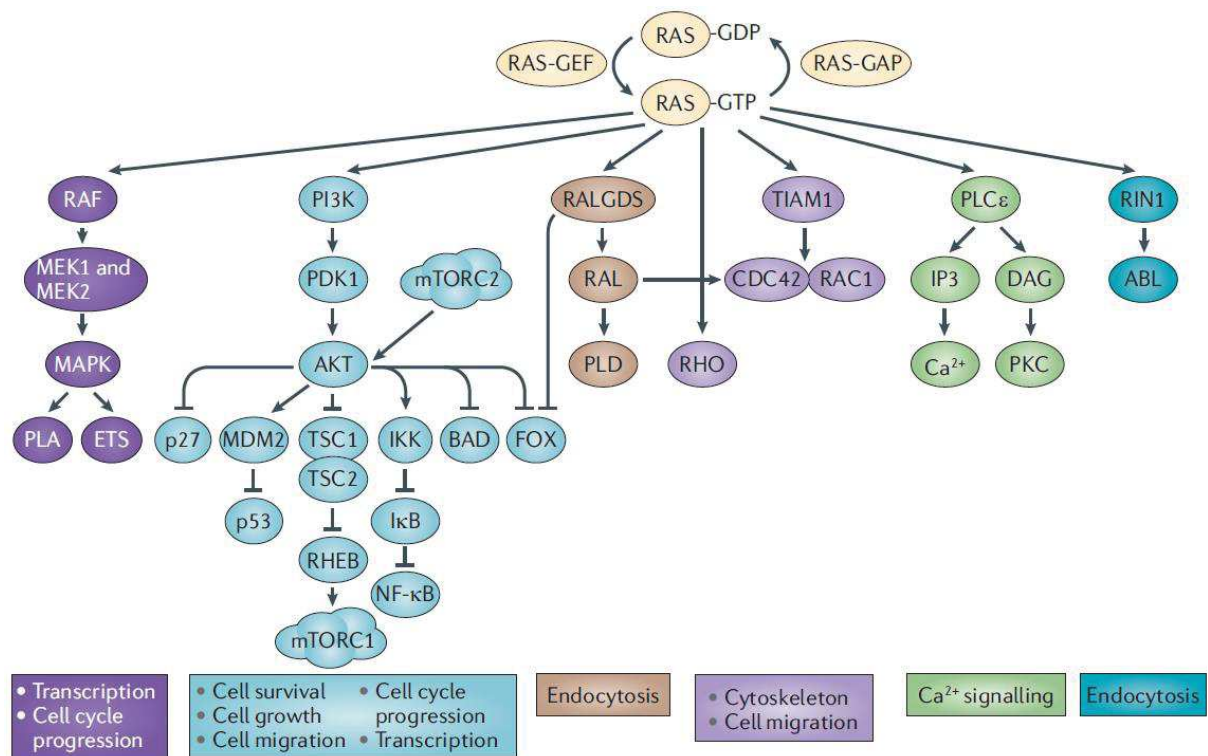 RAS -GDP
RAS-GEF
RAS-GAP
RAS -GTP
RAF
PI3K
RALGDS
TIAM1
PLCε
RIN1
MEK1 and
MEK2
PDK1
mTORC2
RAL
CDC42
RAC1
IP3
DAG
ABL
MAPK
AKT
PLD
RHO
Ca²⁺
PKC
PLA
ETS
p27
MDM2
TSC1
IKK
BAD
FOX
TSC2
p53
IκB
RHEB
NF-κB
mTORC1
• Transcription
• Cell cycle
progression
• Cell survival
• Cell growth
• Cell migration
• Cell cycle
progression
• Transcription
Endocytosis
• Cytoskeleton
• Cell migration
Ca²⁺ signalling
Endocytosis